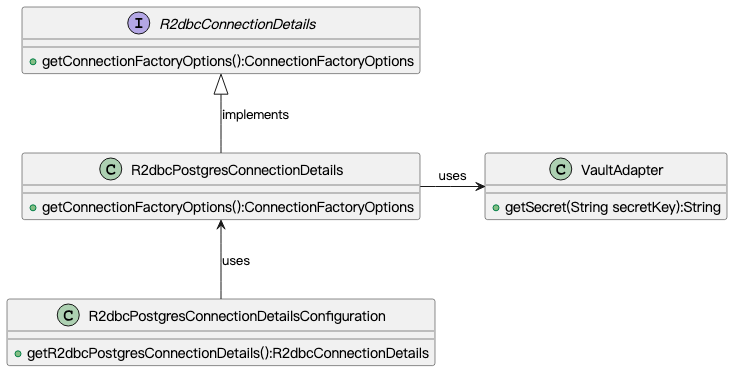 I R2dbcConnectionDetails
getConnectionFactoryOptions():ConnectionFactoryOptions
implements
C R2dbcPostgresConnectionDetails
getConnectionFactoryOptions():ConnectionFactoryOptions
uses
C VaultAdapter
getSecret(String secretKey):String
uses
C R2dbcPostgresConnectionDetailsConfiguration
getR2dbcPostgresConnectionDetails():R2dbcConnectionDetails